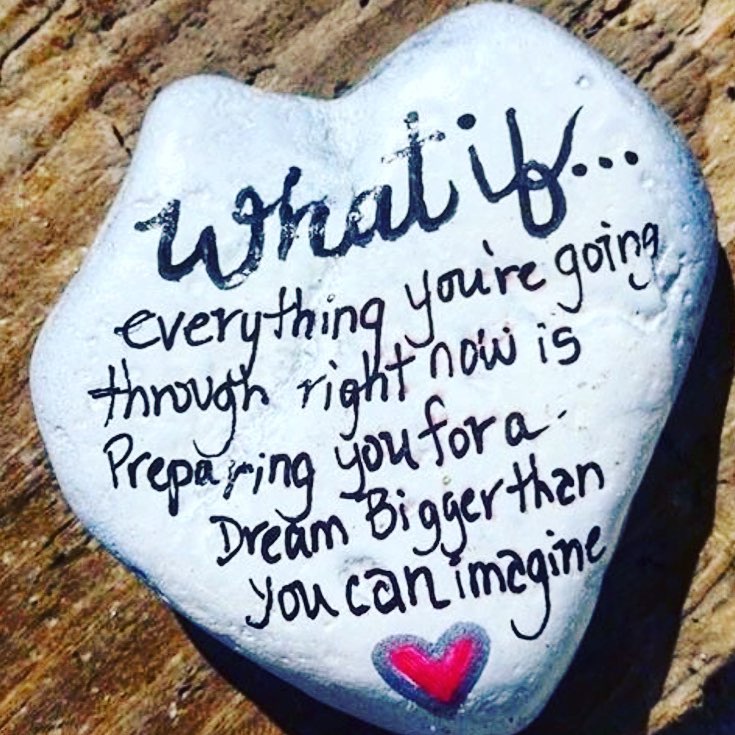 What if...
everything you're going
through right now is
Preparing you for a
Dream Bigger than
you can imagine